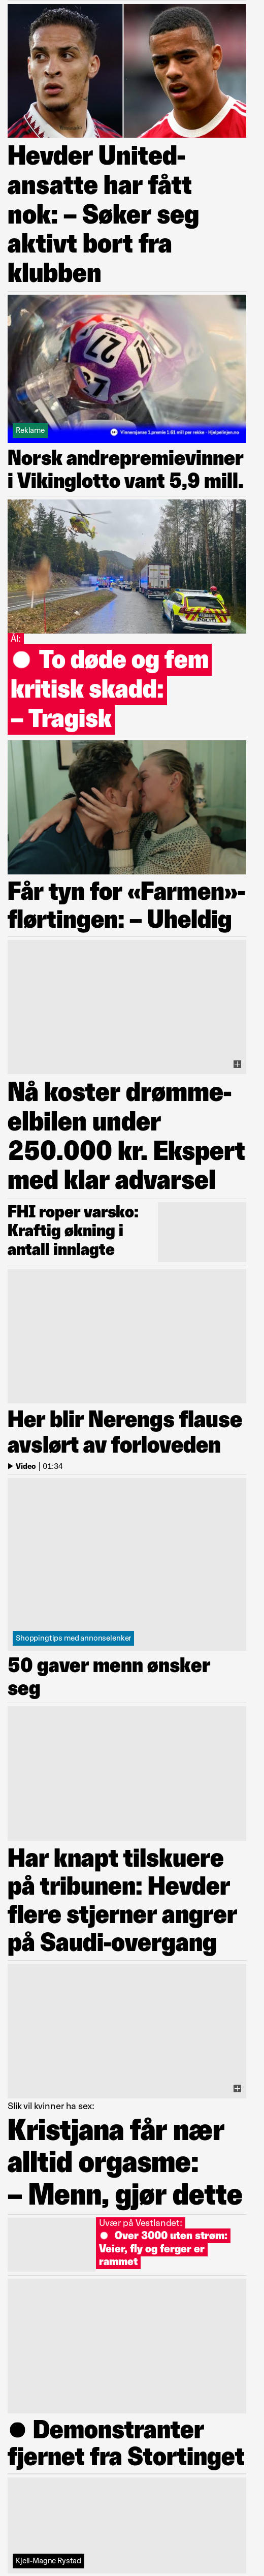 Hevder United-
ansatte har fått
nok: – Søker seg
aktivt bort fra
klubben
27
Reklame
Vinnersjanse 1.premie 1:61 mill per rekke - Hjelpelinjen.no
Norsk andrepremievinner
i Vikinglotto vant 5,9 mill.
POLITI
Ål:
To døde og fem
kritisk skadd:
– Tragisk
Får tyn for «Farmen»-
flørtingen: – Uheldig
Nå koster drømme-
elbilen under
250.000 kr. Ekspert
med klar advarsel
FHI roper varsko:
Kraftig økning i
antall innlagte
Her blir Nerengs flause
avslørt av forloveden
Video | 01:34
Shoppingtips med annonselenker
50 gaver menn ønsker
seg
Har knapt tilskuere
på tribunen: Hevder
flere stjerner angrer
på Saudi-overgang
Slik vil kvinner ha sex:
Kristjana får nær
alltid orgasme:
– Menn, gjør dette
Uvær på Vestlandet:
Over 3000 uten strøm:
Veier, fly og ferger er
rammet
Demonstranter
fjernet fra Stortinget
Kjell-Magne Rystad